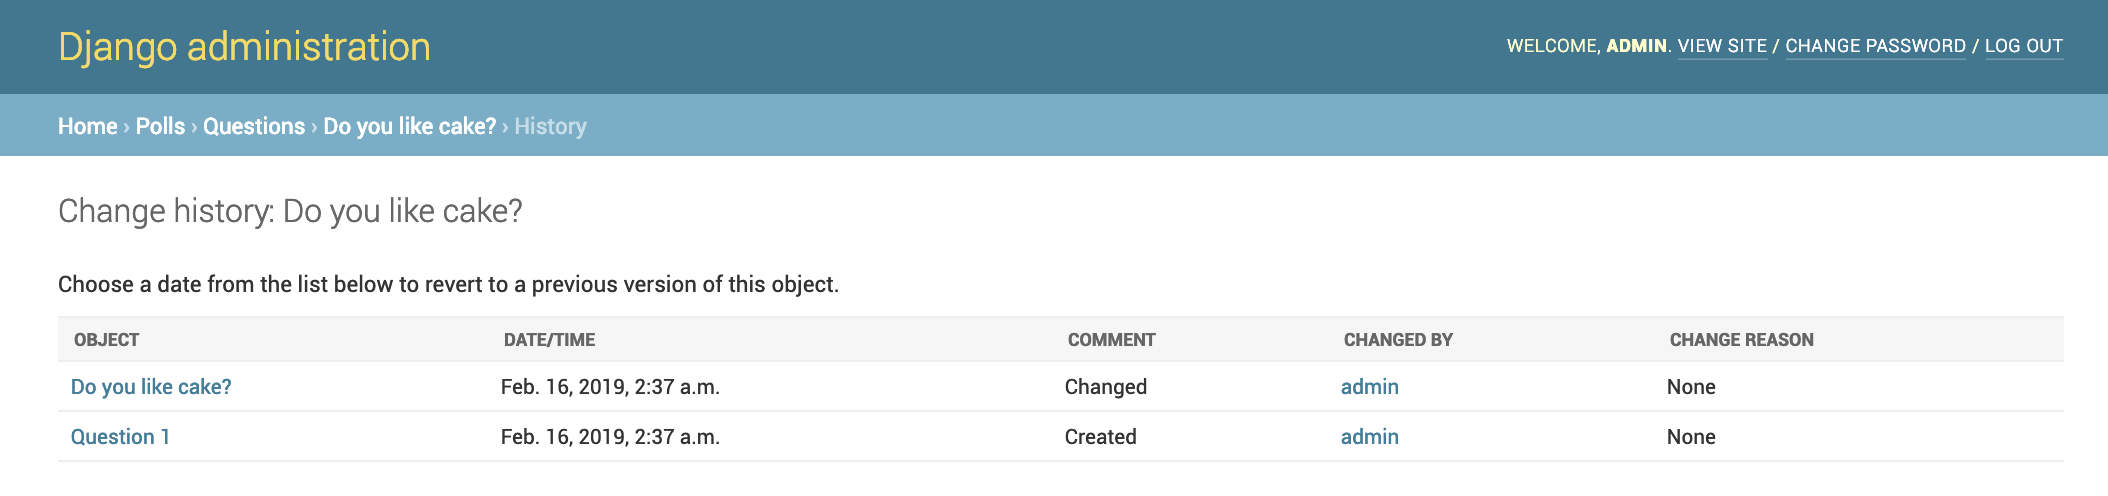 Django administration
WELCOME, ADMIN. VIEW SITE / CHANGE PASSWORD / LOG OUT
Home › Polls › Questions › Do you like cake? › History
Change history: Do you like cake?
Choose a date from the list below to revert to a previous version of this object.
OBJECT DATE/TIME COMMENT CHANGED BY CHANGE REASON
Do you like cake? Feb. 16, 2019, 2:37 a.m. Changed admin None
Question 1 Feb. 16, 2019, 2:37 a.m. Created admin None